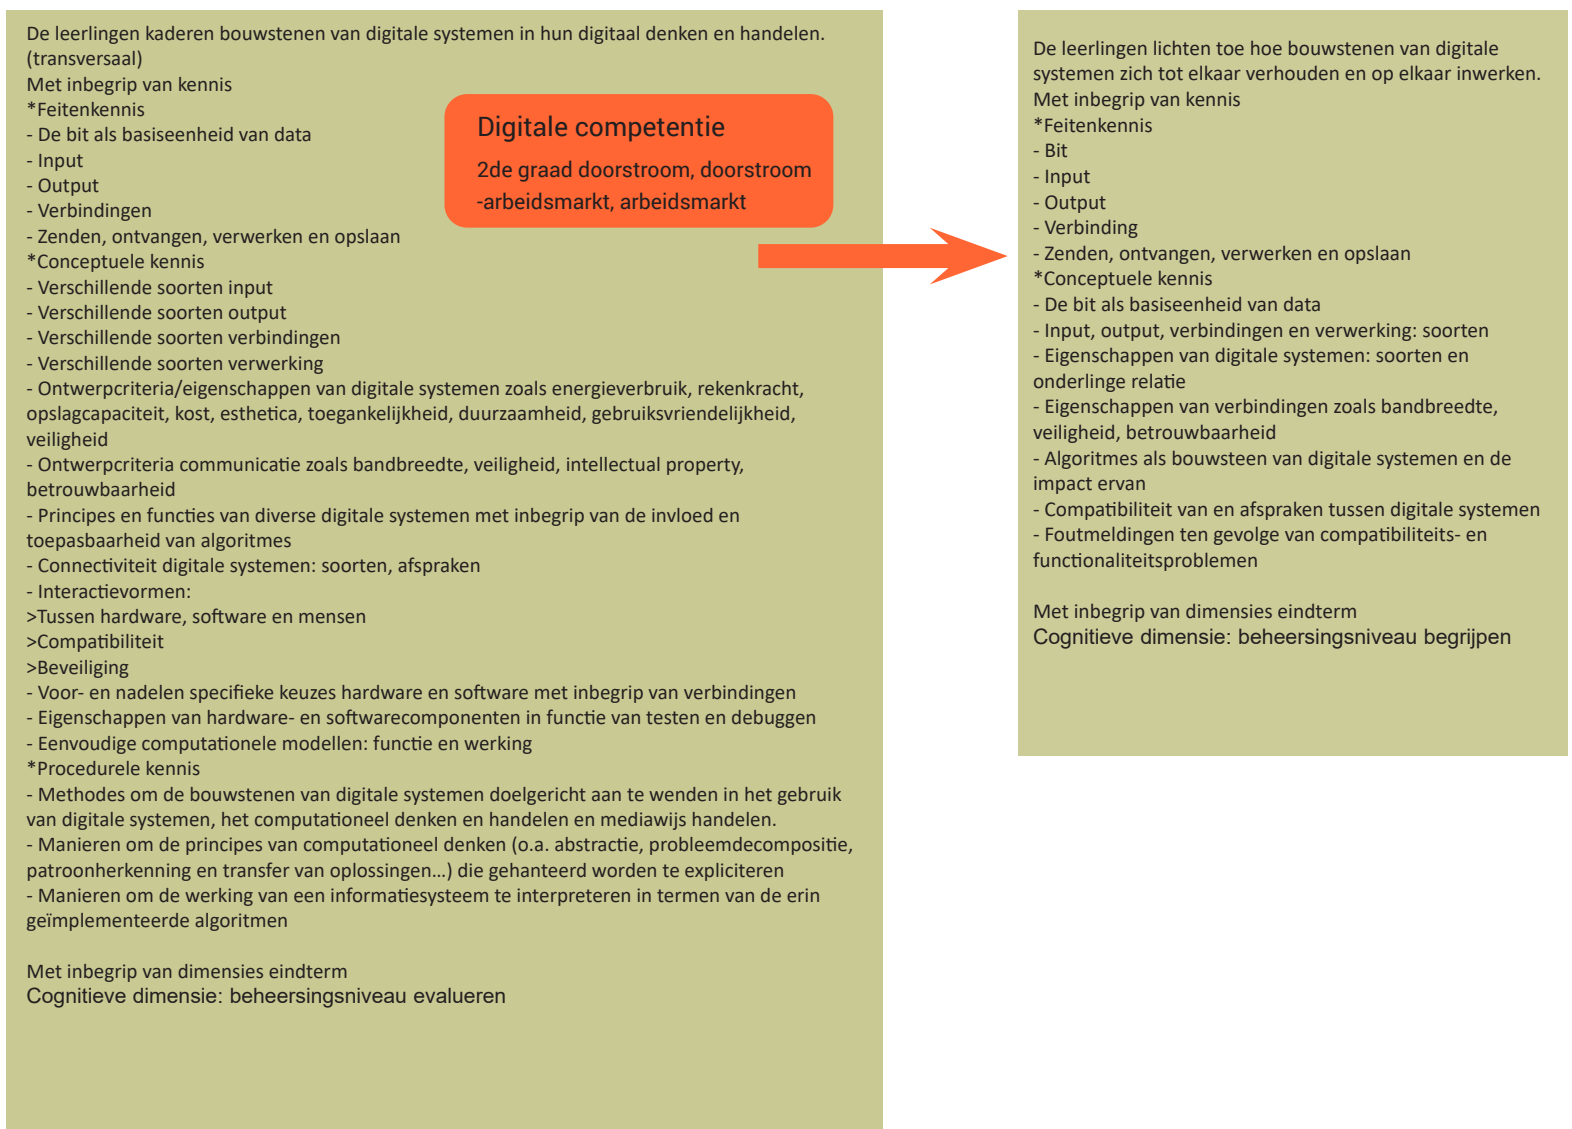 De leerlingen kaderen bouwstenen van digitale systemen in hun digitaal denken en handelen.
(transversaal)
Met inbegrip van kennis
*Feitenkennis
- De bit als basiseenheid van data
- Input
- Output
- Verbindingen
- Zenden, ontvangen, verwerken en opslaan
*Conceptuele kennis
- Verschillende soorten input
- Verschillende soorten output
- Verschillende soorten verbindingen
- Verschillende soorten verwerking
- Ontwerpcriteria/eigenschappen van digitale systemen zoals energieverbruik, rekenkracht,
opslagcapaciteit, kost, esthetica, toegankelijkheid, duurzaamheid, gebruiksvriendelijkheid,
veiligheid
- Ontwerpcriteria communicatie zoals bandbreedte, veiligheid, intellectual property,
betrouwbaarheid
- Principes en functies van diverse digitale systemen met inbegrip van de invloed en
toepasbaarheid van algoritmes
- Connectiviteit digitale systemen: soorten, afspraken
- Interactievormen:
>Tussen hardware, software en mensen
>Compatibiliteit
>Beveiliging
- Voor- en nadelen specifieke keuzes hardware en software met inbegrip van verbindingen
- Eigenschappen van hardware- en softwarecomponenten in functie van testen en debuggen
- Eenvoudige computationele modellen: functie en werking
*Procedurele kennis
- Methodes om de bouwstenen van digitale systemen doelgericht aan te wenden in het gebruik
van digitale systemen, het computationeel denken en handelen en mediawijs handelen.
- Manieren om de principes van computationeel denken (o.a. abstractie, probleemdecompositie,
patroonherkenning en transfer van oplossingen…) die gehanteerd worden te expliciteren
- Manieren om de werking van een informatiesysteem te interpreteren in termen van de erin
geïmplementeerde algoritmen
Met inbegrip van dimensies eindterm
Cognitieve dimensie: beheersingsniveau evalueren
Digitale competentie
2de graad doorstroom, doorstroom
-arbeidsmarkt, arbeidsmarkt
De leerlingen lichten toe hoe bouwstenen van digitale
systemen zich tot elkaar verhouden en op elkaar inwerken.
Met inbegrip van kennis
*Feitenkennis
- Bit
- Input
- Output
- Verbinding
- Zenden, ontvangen, verwerken en opslaan
*Conceptuele kennis
- De bit als basiseenheid van data
- Input, output, verbindingen en verwerking: soorten
- Eigenschappen van digitale systemen: soorten en
onderlinge relatie
- Eigenschappen van verbindingen zoals bandbreedte,
veiligheid, betrouwbaarheid
- Algoritmes als bouwsteen van digitale systemen en de
impact ervan
- Compatibiliteit van en afspraken tussen digitale systemen
- Foutmeldingen ten gevolge van compatibiliteits- en
functionaliteitsproblemen
Met inbegrip van dimensies eindterm
Cognitieve dimensie: beheersingsniveau begrijpen